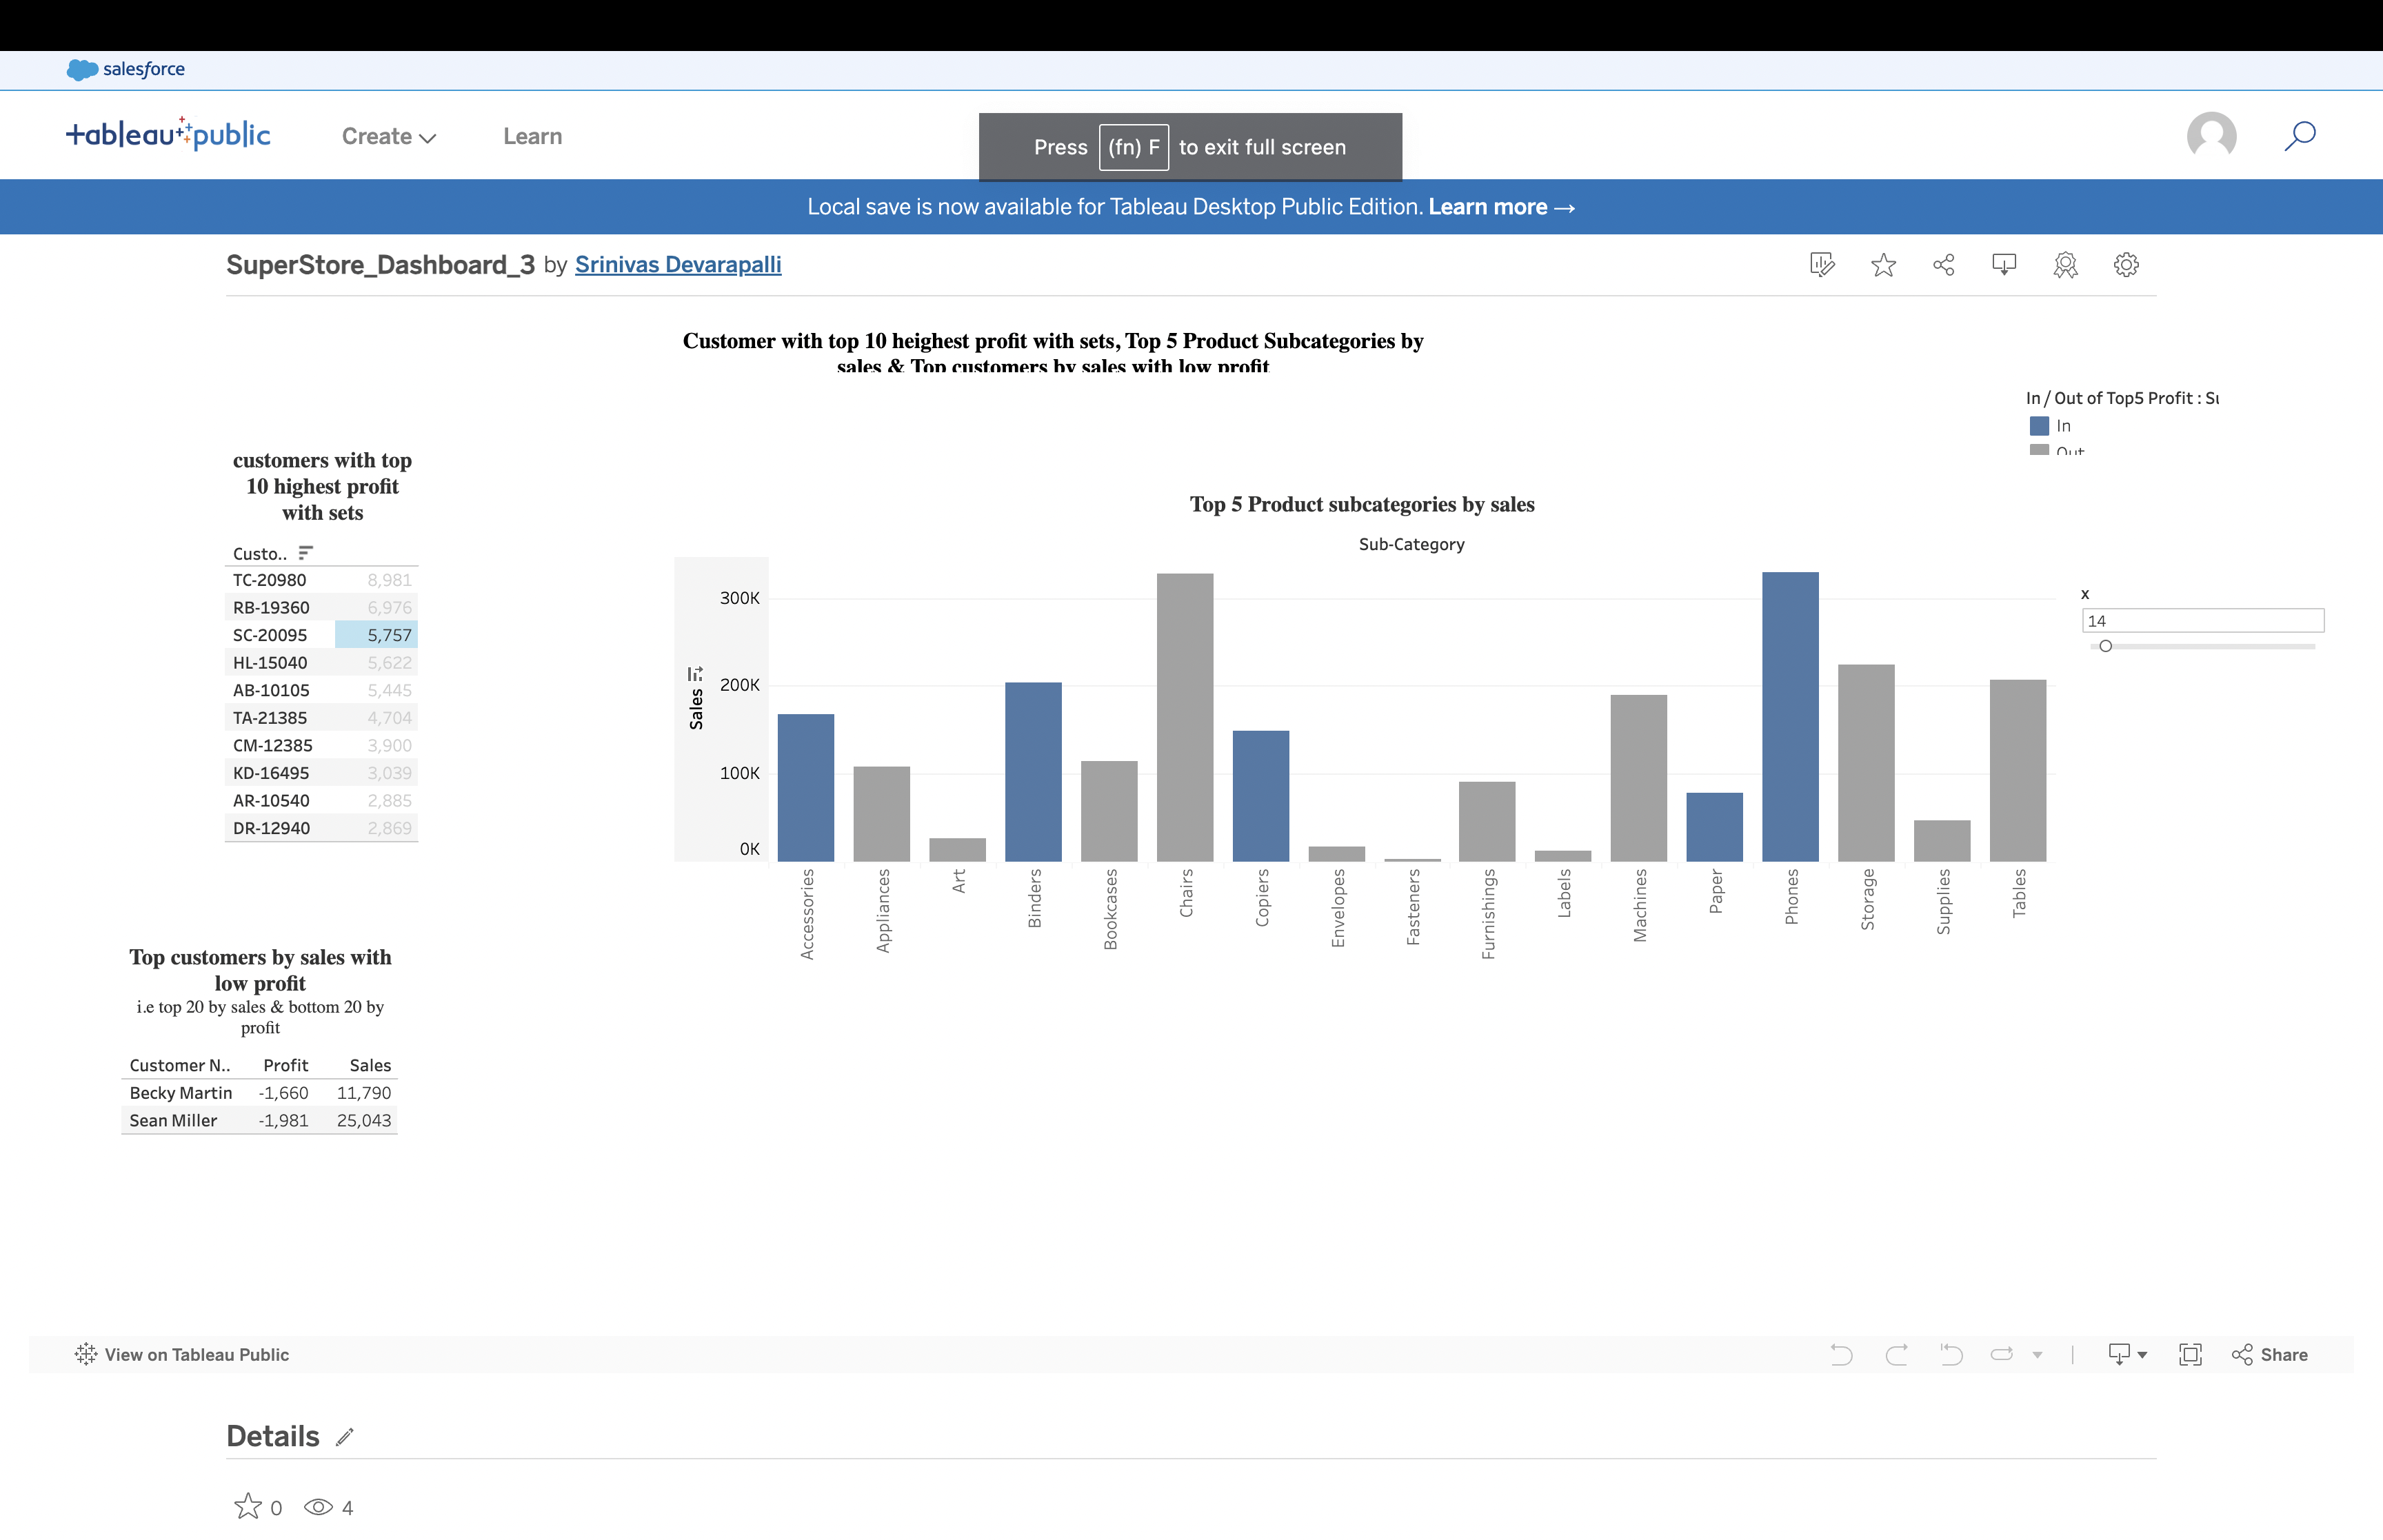 salesforce
tableau public
Create
Learn
Press (fn) F to exit full screen
Local save is now available for Tableau Desktop Public Edition. Learn more →
SuperStore_Dashboard_3 by Srinivas Devarapalli
Customer with top 10 heighest profit with sets, Top 5 Product Subcategories by
sales & Top customers by sales with low profit
In / Out of Top5 Profit : Su
In
Out
customers with top
10 highest profit
with sets
Custo..
TC-20980 8,981
RB-19360 6,976
SC-20095 5,757
HL-15040 5,622
AB-10105 5,445
TA-21385 4,704
CM-12385 3,900
KD-16495 3,039
AR-10540 2,885
DR-12940 2,869
Top 5 Product subcategories by sales
Sub-Category
Sales
300K
200K
100K
0K
Accessories
Appliances
Art
Binders
Bookcases
Chairs
Copiers
Envelopes
Fasteners
Furnishings
Labels
Machines
Paper
Phones
Storage
Supplies
Tables
x
14
Top customers by sales with
low profit
i.e top 20 by sales & bottom 20 by
profit
Customer N.. Profit Sales
Becky Martin -1,660 11,790
Sean Miller -1,981 25,043
View on Tableau Public
Share
Details
0 4